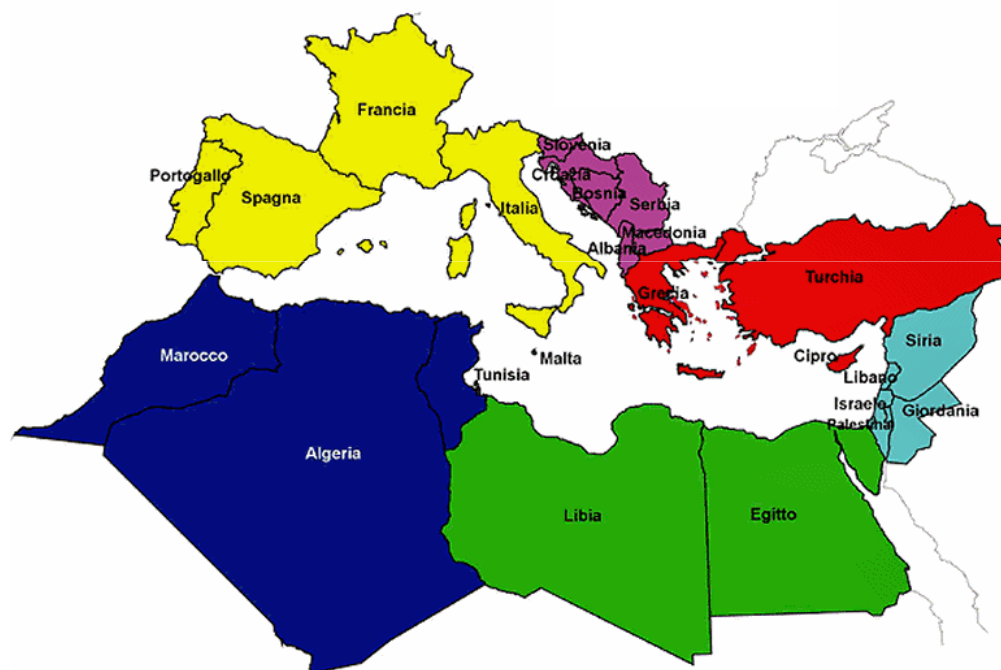 Francia
Slovenia
Portogallo
Croazia
Spagna
Bosnia
Italia
Serbia
Macedonia
Albania
Turchia
Grecia
Siria
Marocco
Malta
Cipro
Tunisia
Libano
Israele
Giordania
Palestina
Algeria
Libia
Egitto